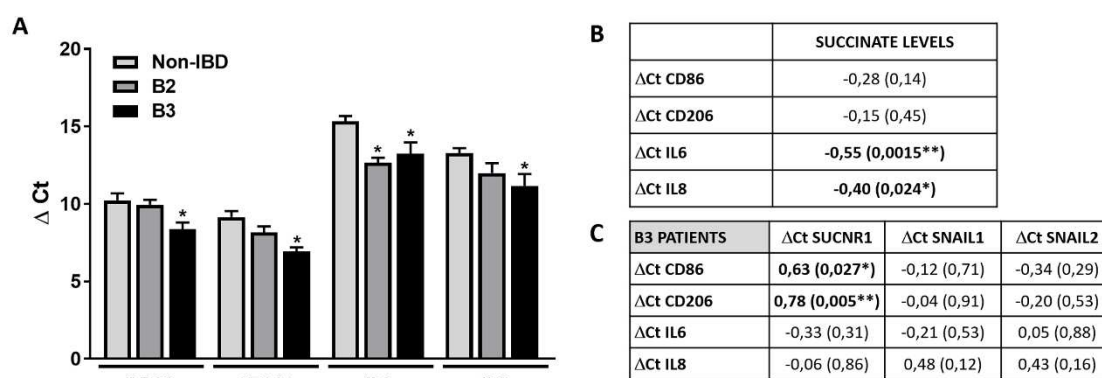 A
20
15
10
5
0
Δ Ct
Non-IBD
B2
B3
*
*
*
*
*
B
SUCCINATE LEVELS
ΔCt CD86 -0,28 (0,14)
ΔCt CD206 -0,15 (0,45)
ΔCt IL6 -0,55 (0,0015**)
ΔCt IL8 -0,40 (0,024*)
C
B3 PATIENTS ΔCt SUCNR1 ΔCt SNAIL1 ΔCt SNAIL2
ΔCt CD86 0,63 (0,027*) -0,12 (0,71) -0,34 (0,29)
ΔCt CD206 0,78 (0,005**) -0,04 (0,91) -0,20 (0,53)
ΔCt IL6 -0,33 (0,31) -0,21 (0,53) 0,05 (0,88)
ΔCt IL8 -0,06 (0,86) 0,48 (0,12) 0,43 (0,16)